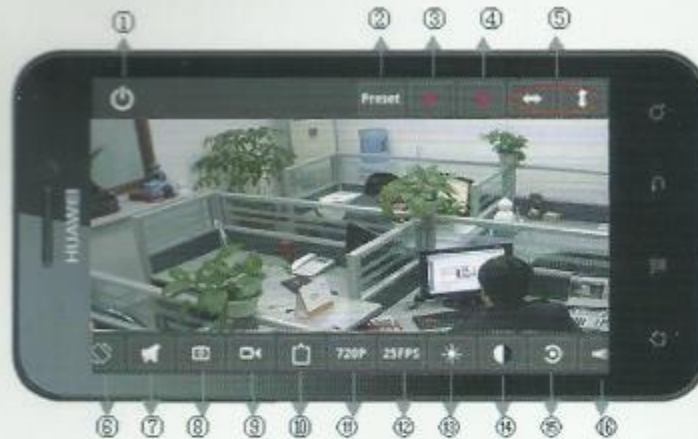 ① ② ③ ④ ⑤
Preset
HUAWEI
720P 25FPS
⑥ ⑦ ⑧ ⑨ ⑩ ⑪ ⑫ ⑬ ⑭ ⑮ ⑯